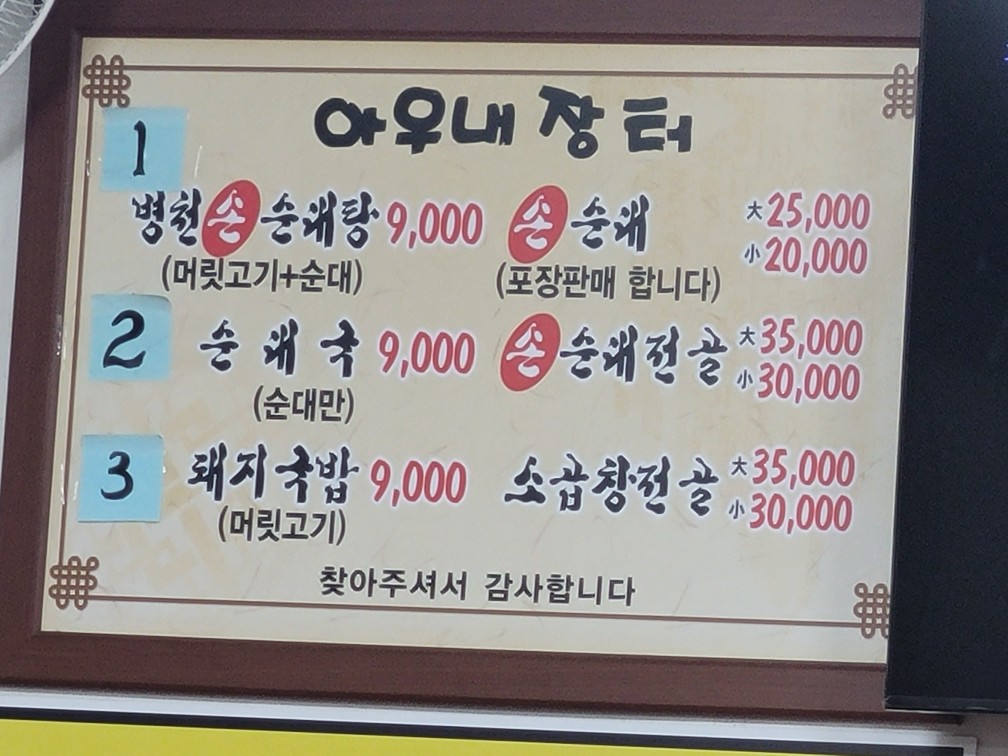 아우내 장터
1
병천손순대탕 9,000
(머릿고기+순대)
손순대 大 25,000
小 20,000
(포장판매 합니다)
2
순대국 9,000
(순대만)
손순대전골 大 35,000
小 30,000
3
돼지국밥 9,000
(머릿고기)
소곱창전골 大 35,000
小 30,000
찾아주셔서 감사합니다